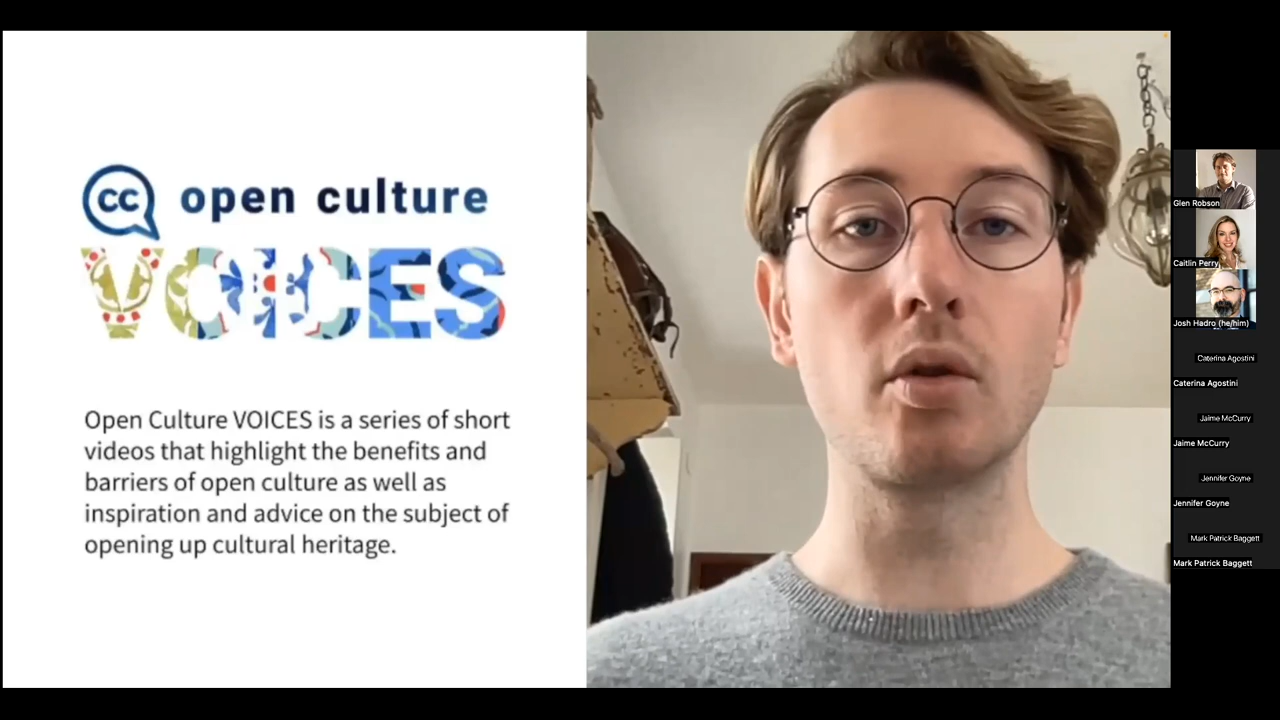 cc open culture
VOICES
Open Culture VOICES is a series of short
videos that highlight the benefits and
barriers of open culture as well as
inspiration and advice on the subject of
opening up cultural heritage.
Glen Robson
Caitlin Perry
Josh Hadro (he/him)
Caterina Agostini
Caterina Agostini
Jaime McCurry
Jaime McCurry
Jennifer Goyne
Jennifer Goyne
Mark Patrick Baggett
Mark Patrick Baggett